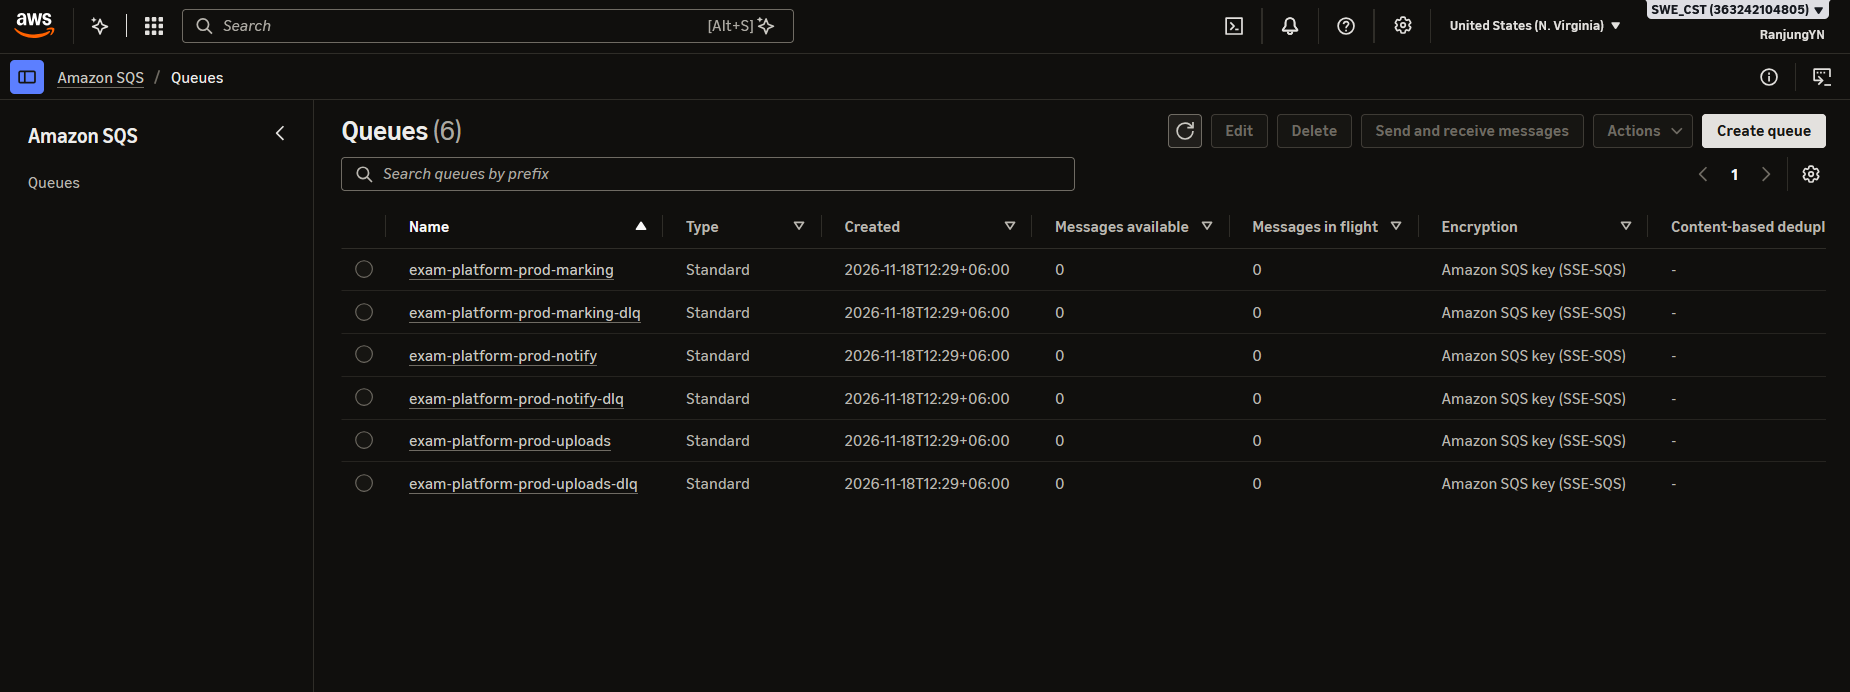 aws
Search [Alt+S]
United States (N. Virginia)
SWE_CST (363242104805)
RanjungYN
Amazon SQS / Queues
Amazon SQS
Queues
Queues (6)
Edit
Delete
Send and receive messages
Actions
Create queue
Search queues by prefix
1
Name Type Created Messages available Messages in flight Encryption Content-based dedupl
exam-platform-prod-marking Standard 2026-11-18T12:29+06:00 0 0 Amazon SQS key (SSE-SQS) -
exam-platform-prod-marking-dlq Standard 2026-11-18T12:29+06:00 0 0 Amazon SQS key (SSE-SQS) -
exam-platform-prod-notify Standard 2026-11-18T12:29+06:00 0 0 Amazon SQS key (SSE-SQS) -
exam-platform-prod-notify-dlq Standard 2026-11-18T12:29+06:00 0 0 Amazon SQS key (SSE-SQS) -
exam-platform-prod-uploads Standard 2026-11-18T12:29+06:00 0 0 Amazon SQS key (SSE-SQS) -
exam-platform-prod-uploads-dlq Standard 2026-11-18T12:29+06:00 0 0 Amazon SQS key (SSE-SQS) -